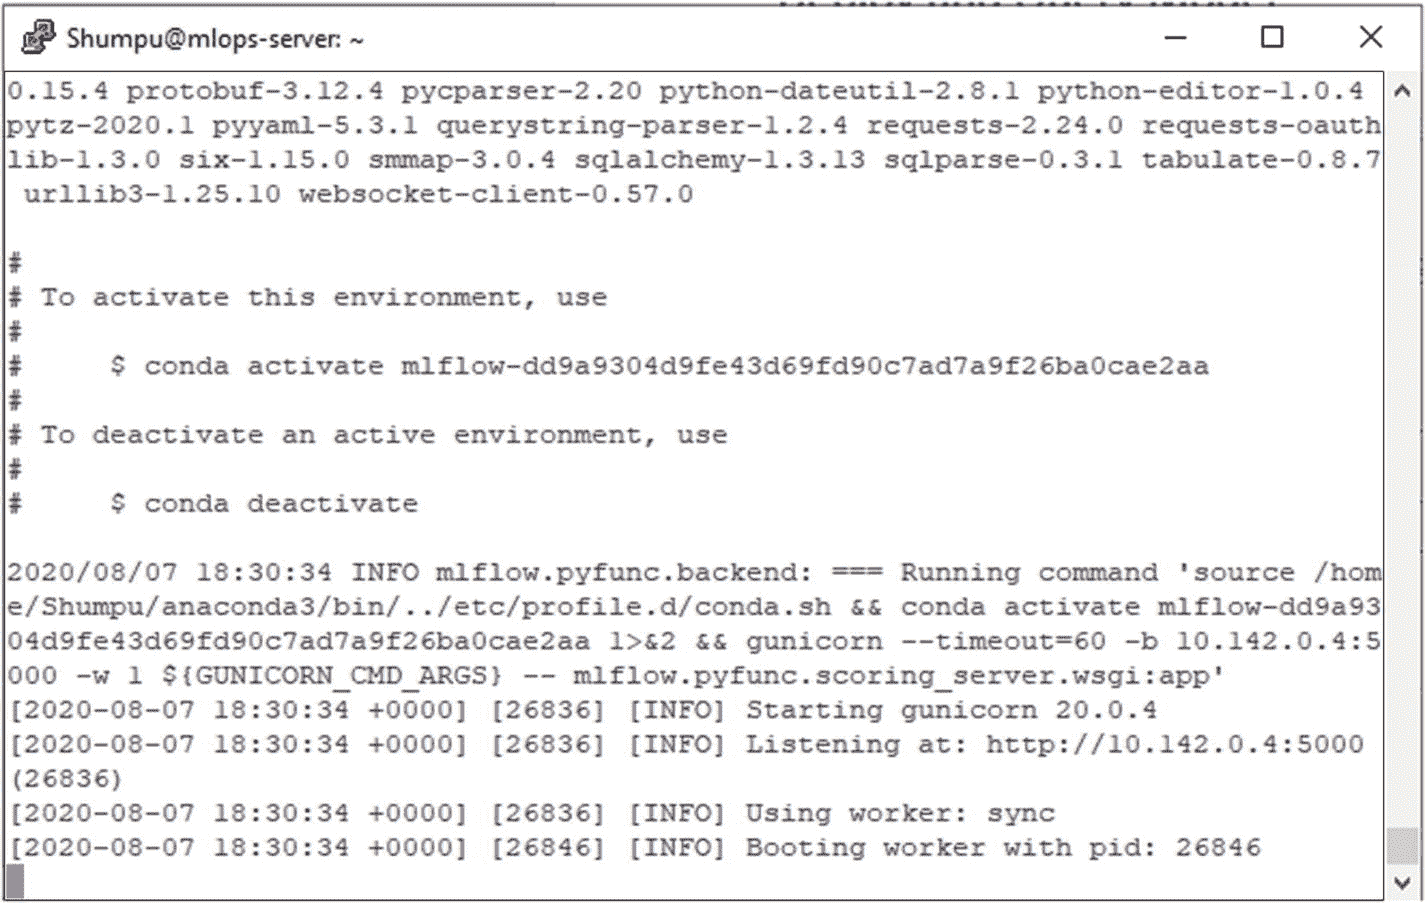 Shumpu@mlops-server: ~
0.15.4 protobuf-3.12.4 pycparser-2.20 python-dateutil-2.8.1 python-editor-1.0.4
pytz-2020.1 pyyaml-5.3.1 querystring-parser-1.2.4 requests-2.24.0 requests-oauth
lib-1.3.0 six-1.15.0 smmap-3.0.4 sqlalchemy-1.3.13 sqlparse-0.3.1 tabulate-0.8.7
urllib3-1.25.10 websocket-client-0.57.0
#
# To activate this environment, use
#
#     $ conda activate mlflow-dd9a9304d9fe43d69fd90c7ad7a9f26ba0cae2aa
#
# To deactivate an active environment, use
#
#     $ conda deactivate
2020/08/07 18:30:34 INFO mlflow.pyfunc.backend: === Running command 'source /hom
e/Shumpu/anaconda3/bin/../etc/profile.d/conda.sh && conda activate mlflow-dd9a93
04d9fe43d69fd90c7ad7a9f26ba0cae2aa 1>&2 && gunicorn --timeout=60 -b 10.142.0.4:5
000 -w 1 ${GUNICORN_CMD_ARGS} -- mlflow.pyfunc.scoring_server.wsgi:app'
[2020-08-07 18:30:34 +0000] [26836] [INFO] Starting gunicorn 20.0.4
[2020-08-07 18:30:34 +0000] [26836] [INFO] Listening at: http://10.142.0.4:5000
(26836)
[2020-08-07 18:30:34 +0000] [26836] [INFO] Using worker: sync
[2020-08-07 18:30:34 +0000] [26846] [INFO] Booting worker with pid: 26846